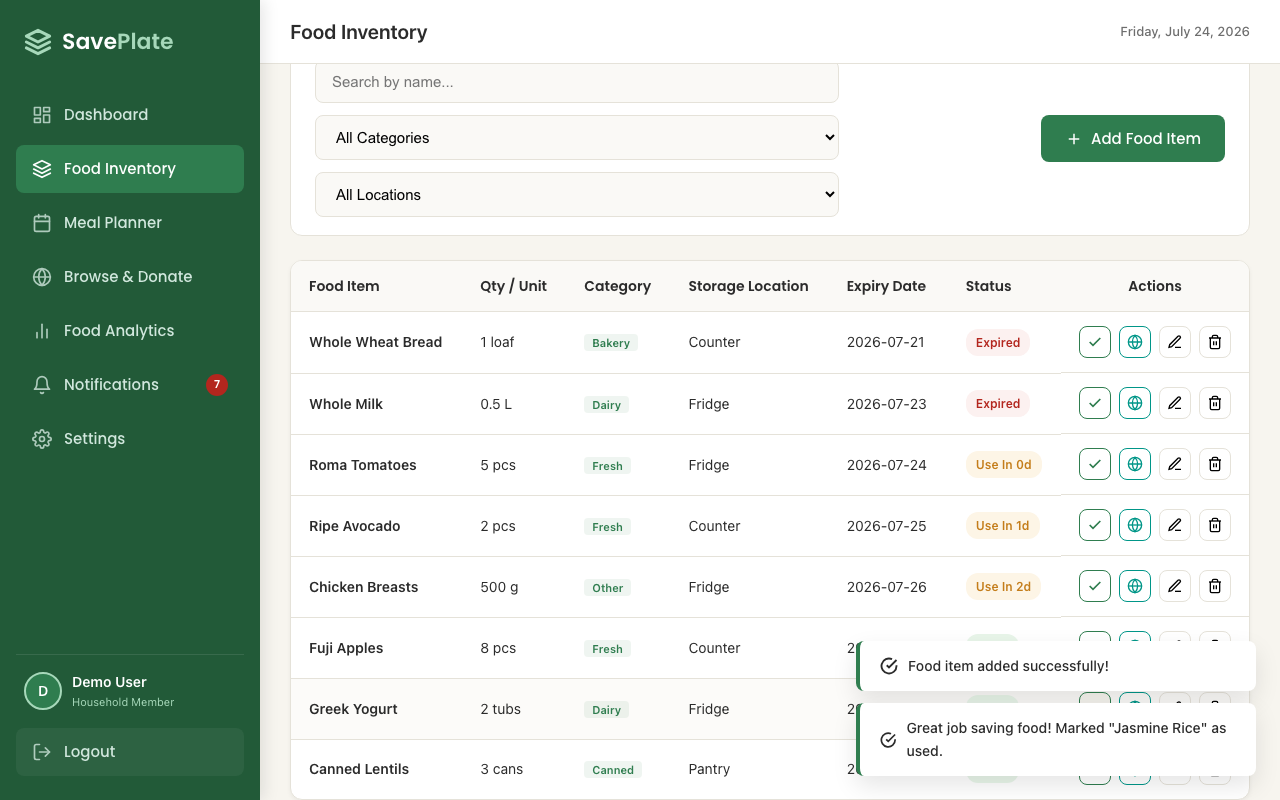 SavePlate
Dashboard
Food Inventory
Meal Planner
Browse & Donate
Food Analytics
Notifications 7
Settings
D
Demo User
Household Member
Logout
Food Inventory
Friday, July 24, 2026
Search by name...
All Categories
All Locations
Add Food Item
Food Item Qty / Unit Category Storage Location Expiry Date Status Actions
Whole Wheat Bread 1 loaf Bakery Counter 2026-07-21 Expired
Whole Milk 0.5 L Dairy Fridge 2026-07-23 Expired
Roma Tomatoes 5 pcs Fresh Fridge 2026-07-24 Use In 0d
Ripe Avocado 2 pcs Fresh Counter 2026-07-25 Use In 1d
Chicken Breasts 500 g Other Fridge 2026-07-26 Use In 2d
Fuji Apples 8 pcs Fresh Counter
Greek Yogurt 2 tubs Dairy Fridge
Canned Lentils 3 cans Canned Pantry
Food item added successfully!
Great job saving food! Marked "Jasmine Rice" as
used.